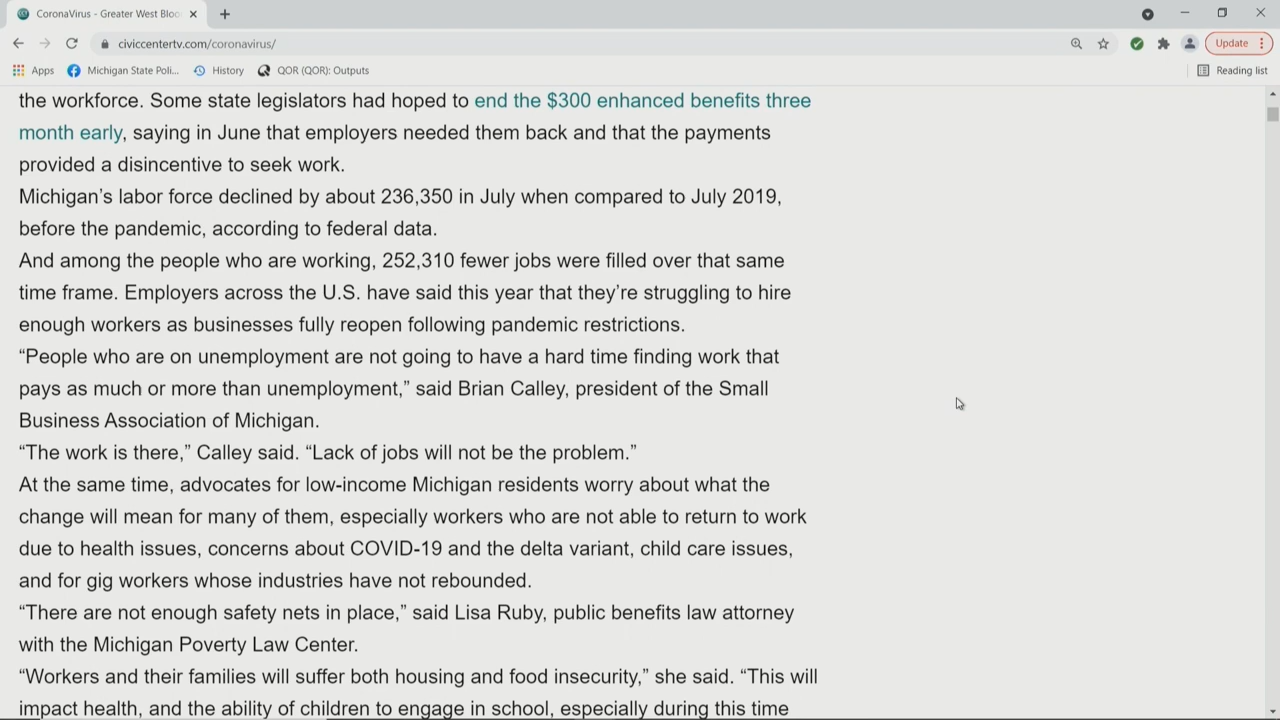 CoronaVirus - Greater West Bloo
civiccentertv.com/coronavirus/
Update
Apps
Michigan State Poli...
History
QOR (QOR): Outputs
Reading list
the workforce. Some state legislators had hoped to end the $300 enhanced benefits three
month early, saying in June that employers needed them back and that the payments
provided a disincentive to seek work.
Michigan’s labor force declined by about 236,350 in July when compared to July 2019,
before the pandemic, according to federal data.
And among the people who are working, 252,310 fewer jobs were filled over that same
time frame. Employers across the U.S. have said this year that they’re struggling to hire
enough workers as businesses fully reopen following pandemic restrictions.
“People who are on unemployment are not going to have a hard time finding work that
pays as much or more than unemployment,” said Brian Calley, president of the Small
Business Association of Michigan.
“The work is there,” Calley said. “Lack of jobs will not be the problem.”
At the same time, advocates for low-income Michigan residents worry about what the
change will mean for many of them, especially workers who are not able to return to work
due to health issues, concerns about COVID-19 and the delta variant, child care issues,
and for gig workers whose industries have not rebounded.
“There are not enough safety nets in place,” said Lisa Ruby, public benefits law attorney
with the Michigan Poverty Law Center.
“Workers and their families will suffer both housing and food insecurity,” she said. “This will
impact health, and the ability of children to engage in school, especially during this time